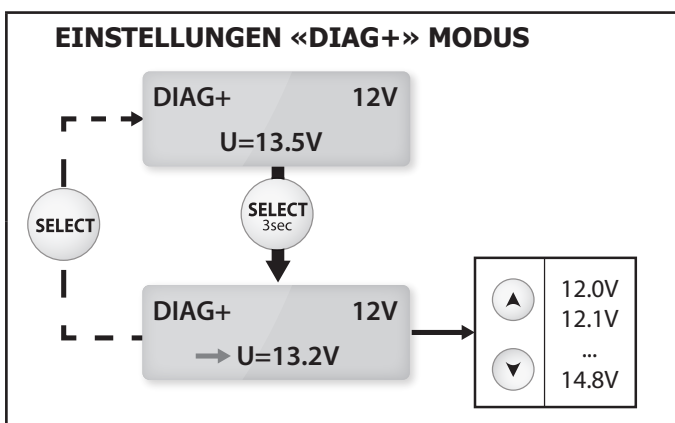 EINSTELLUNGEN «DIAG+» MODUS
DIAG+ 12V
U=13.5V
SELECT
SELECT
3sec
DIAG+ 12V
U=13.2V
12.0V
12.1V
...
14.8V